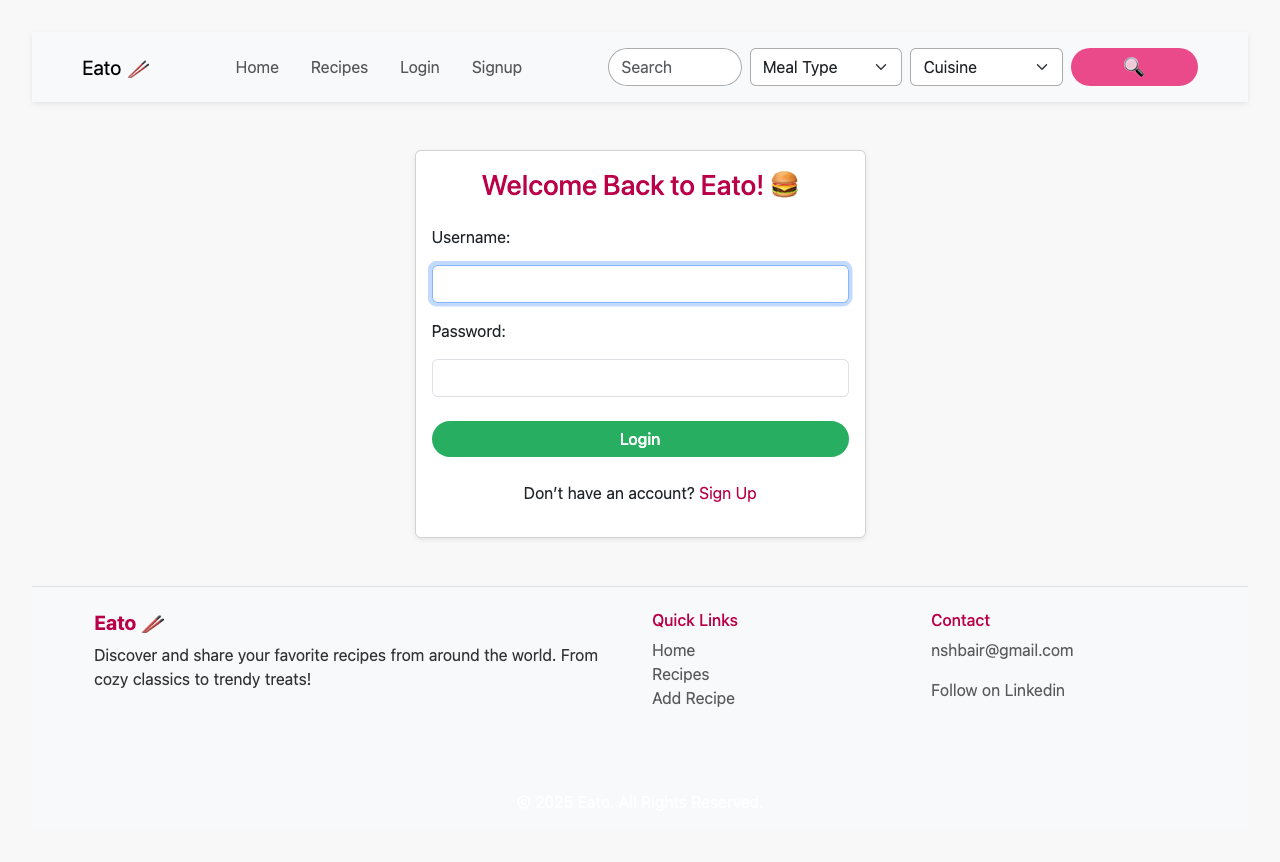 Eato 🥢
Home Recipes Login Signup Search Meal Type Cuisine 🔍
Welcome Back to Eato! 🍔
Username:
Password:
Login
Don't have an account? Sign Up
Eato 🥢
Discover and share your favorite recipes from around the world. From
cozy classics to trendy treats!
Quick Links
Home
Recipes
Add Recipe
Contact
nshbair@gmail.com
Follow on Linkedin
© 2025 Eato. All Rights Reserved.